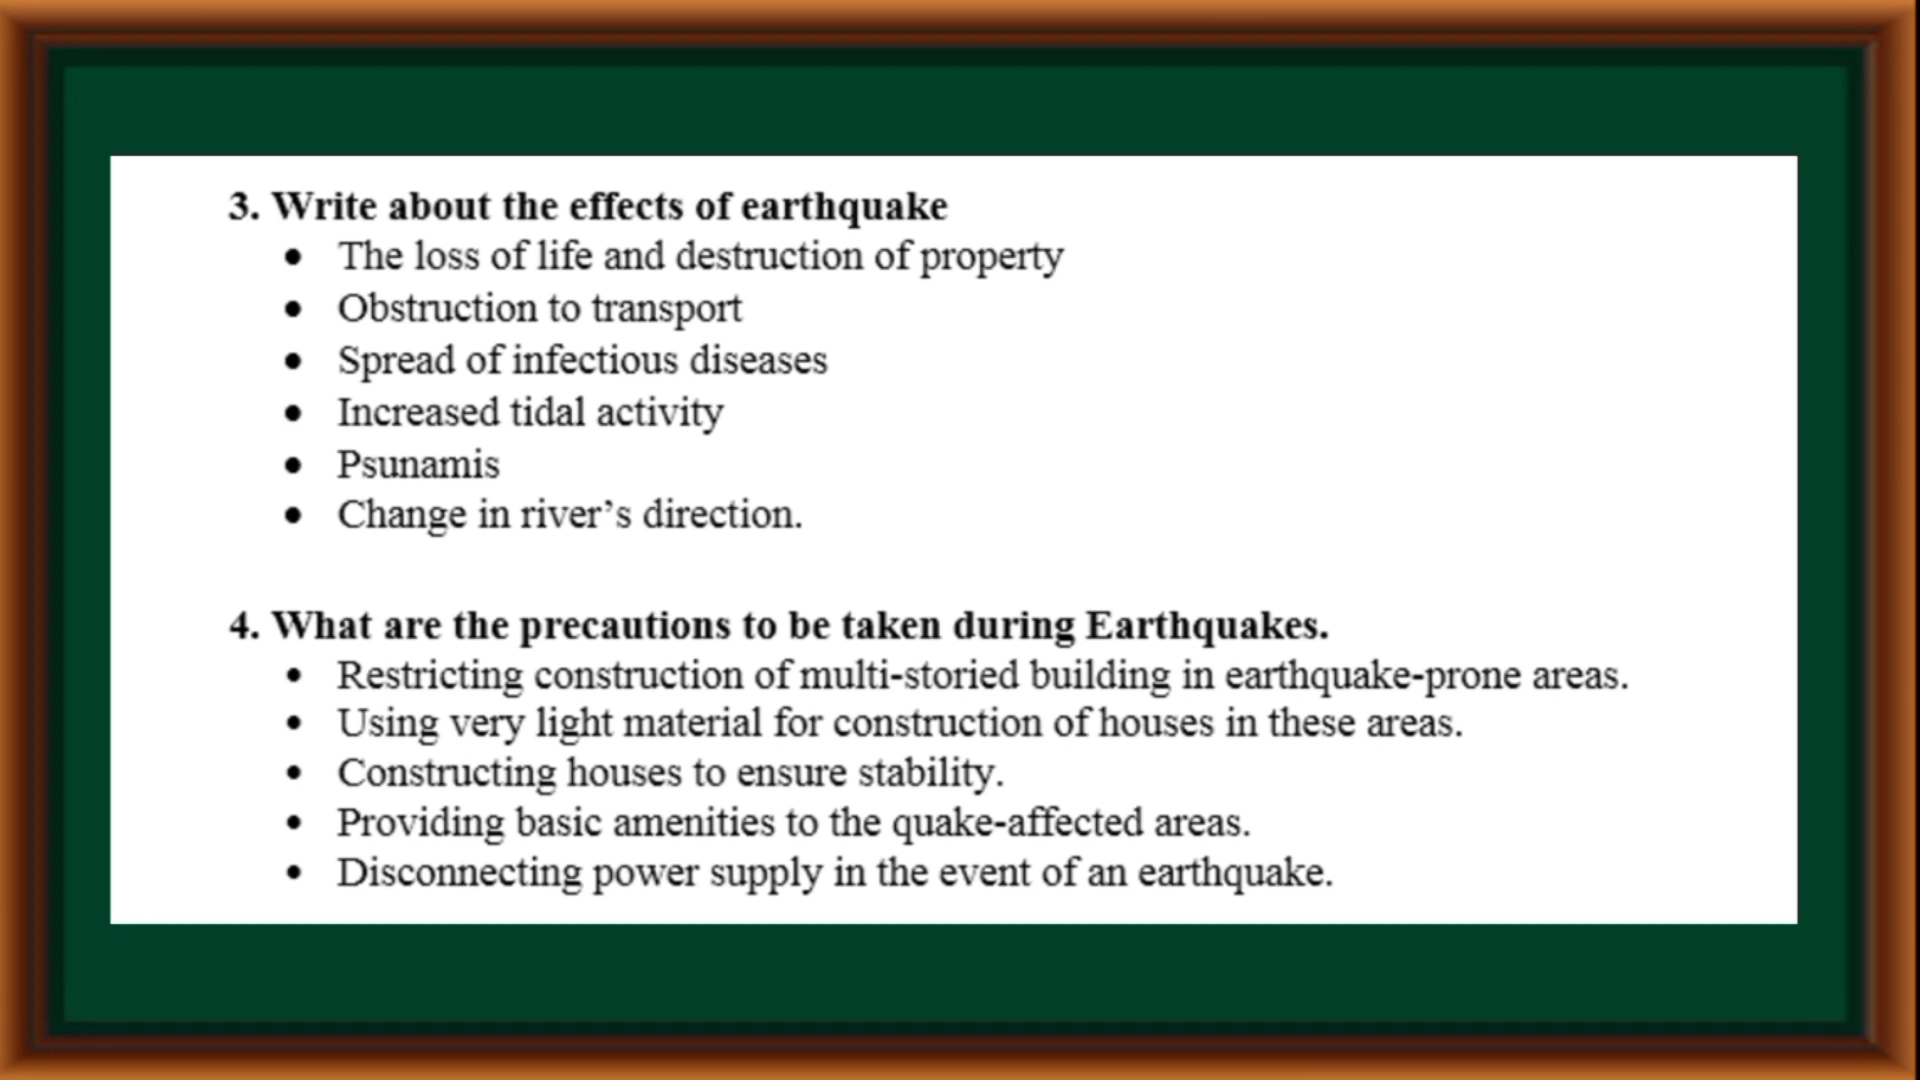 3. Write about the effects of earthquake
• The loss of life and destruction of property
• Obstruction to transport
• Spread of infectious diseases
• Increased tidal activity
• Psunamis
• Change in river’s direction.
4. What are the precautions to be taken during Earthquakes.
• Restricting construction of multi-storied building in earthquake-prone areas.
• Using very light material for construction of houses in these areas.
• Constructing houses to ensure stability.
• Providing basic amenities to the quake-affected areas.
• Disconnecting power supply in the event of an earthquake.